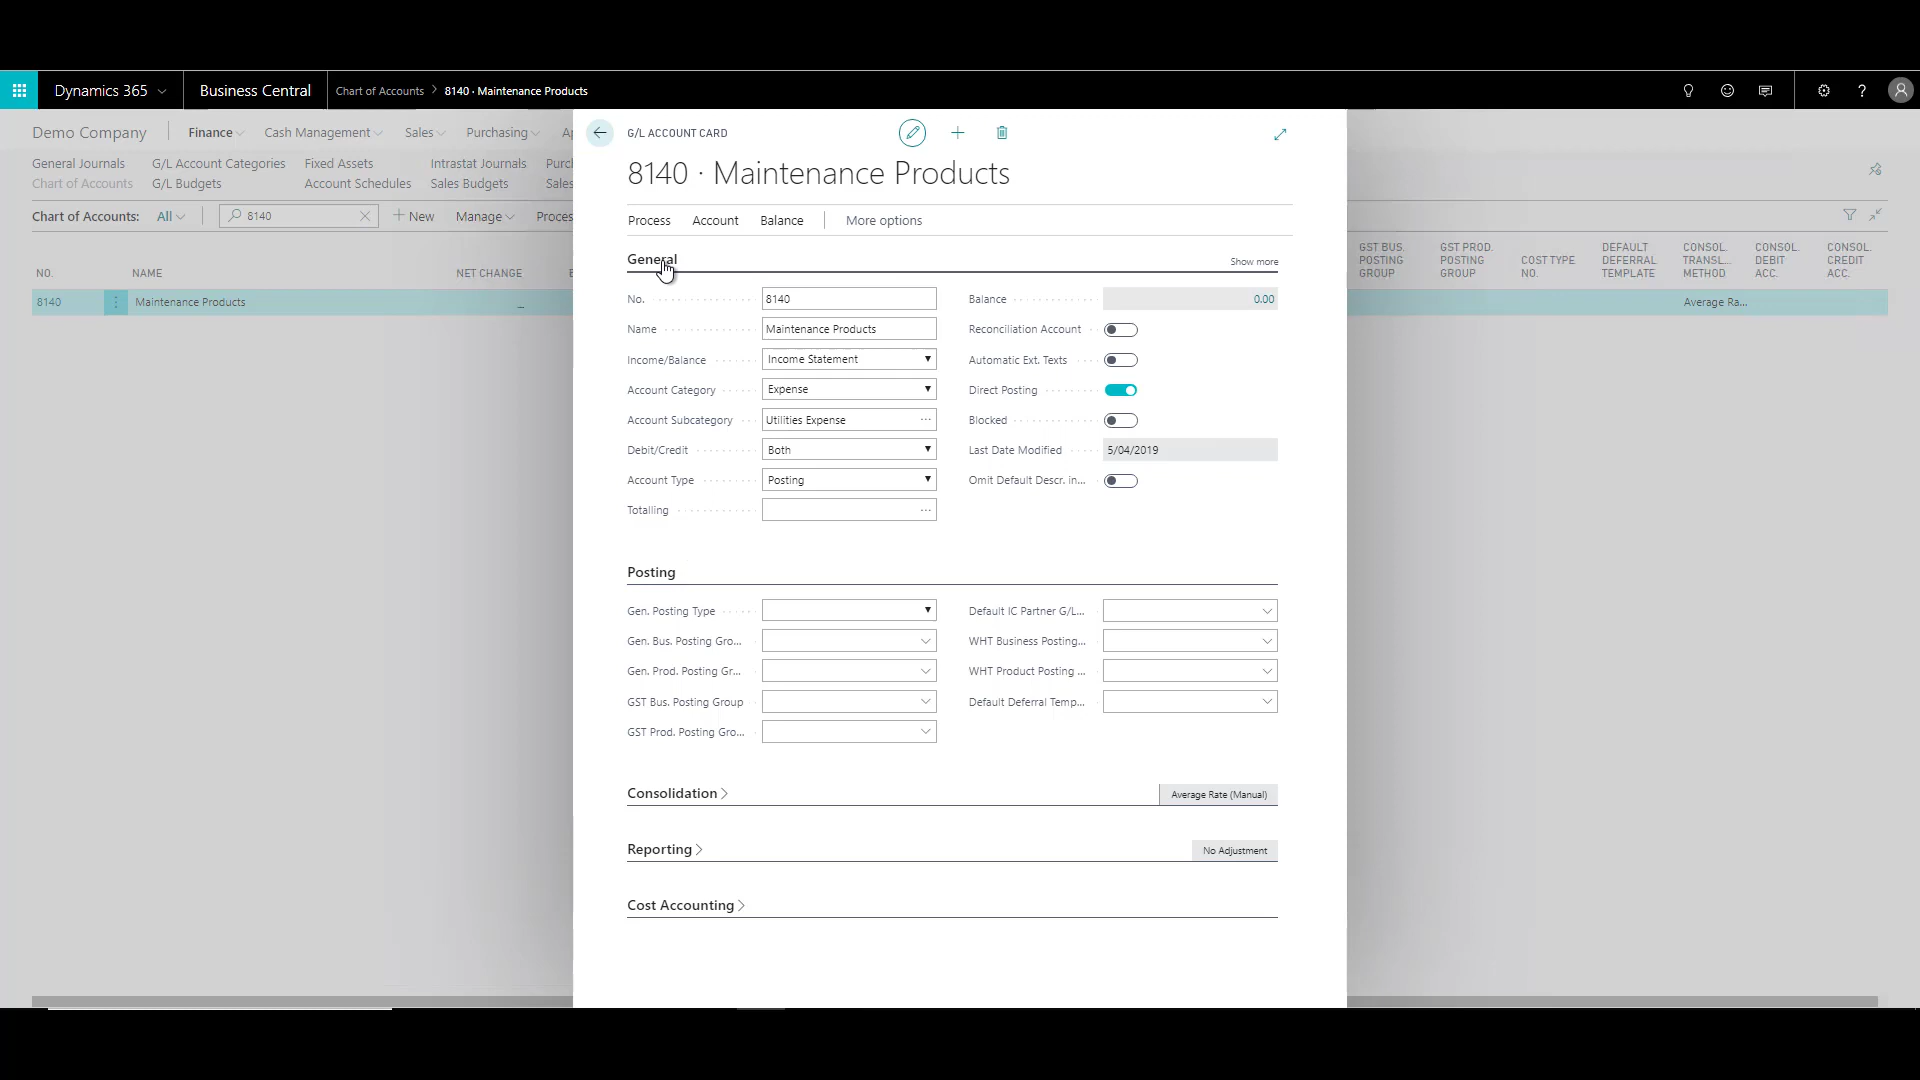 Dynamics 365 Business Central Chart of Accounts > 8140 · Maintenance Products ?
Demo Company Finance Cash Management Sales Purchasing
General Journals G/L Account Categories Fixed Assets Intrastat Journals
Chart of Accounts G/L Budgets Account Schedules Sales Budgets Sales
Chart of Accounts: All 8140 + New Manage
NO. NAME NET CHANGE
8140 Maintenance Products
G/L ACCOUNT CARD
8140 · Maintenance Products
Process Account Balance More options
General Show more
No. 8140 Balance 0.00
Name Maintenance Products Reconciliation Account
Income/Balance Income Statement Automatic Ext. Texts
Account Category Expense Direct Posting
Account Subcategory Utilities Expense ... Blocked
Debit/Credit Both Last Date Modified 5/04/2019
Account Type Posting Omit Default Descr. in...
Totalling ...
Posting
Gen. Posting Type Default IC Partner G/L...
Gen. Bus. Posting Gro... WHT Business Posting...
Gen. Prod. Posting Gr... WHT Product Posting ...
GST Bus. Posting Group Default Deferral Temp...
GST Prod. Posting Gro...
Consolidation > Average Rate (Manual)
Reporting > No Adjustment
Cost Accounting >
GST BUS. POSTING GROUP
GST PROD. POSTING GROUP
COST TYPE NO.
DEFAULT DEFERRAL TEMPLATE
CONSOL. TRANSL... METHOD
CONSOL. DEBIT ACC.
CONSOL. CREDIT ACC.
Average Ra...